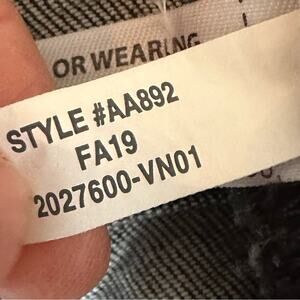 OR WEARING
STYLE #AA892
FA19
2027600-VN01